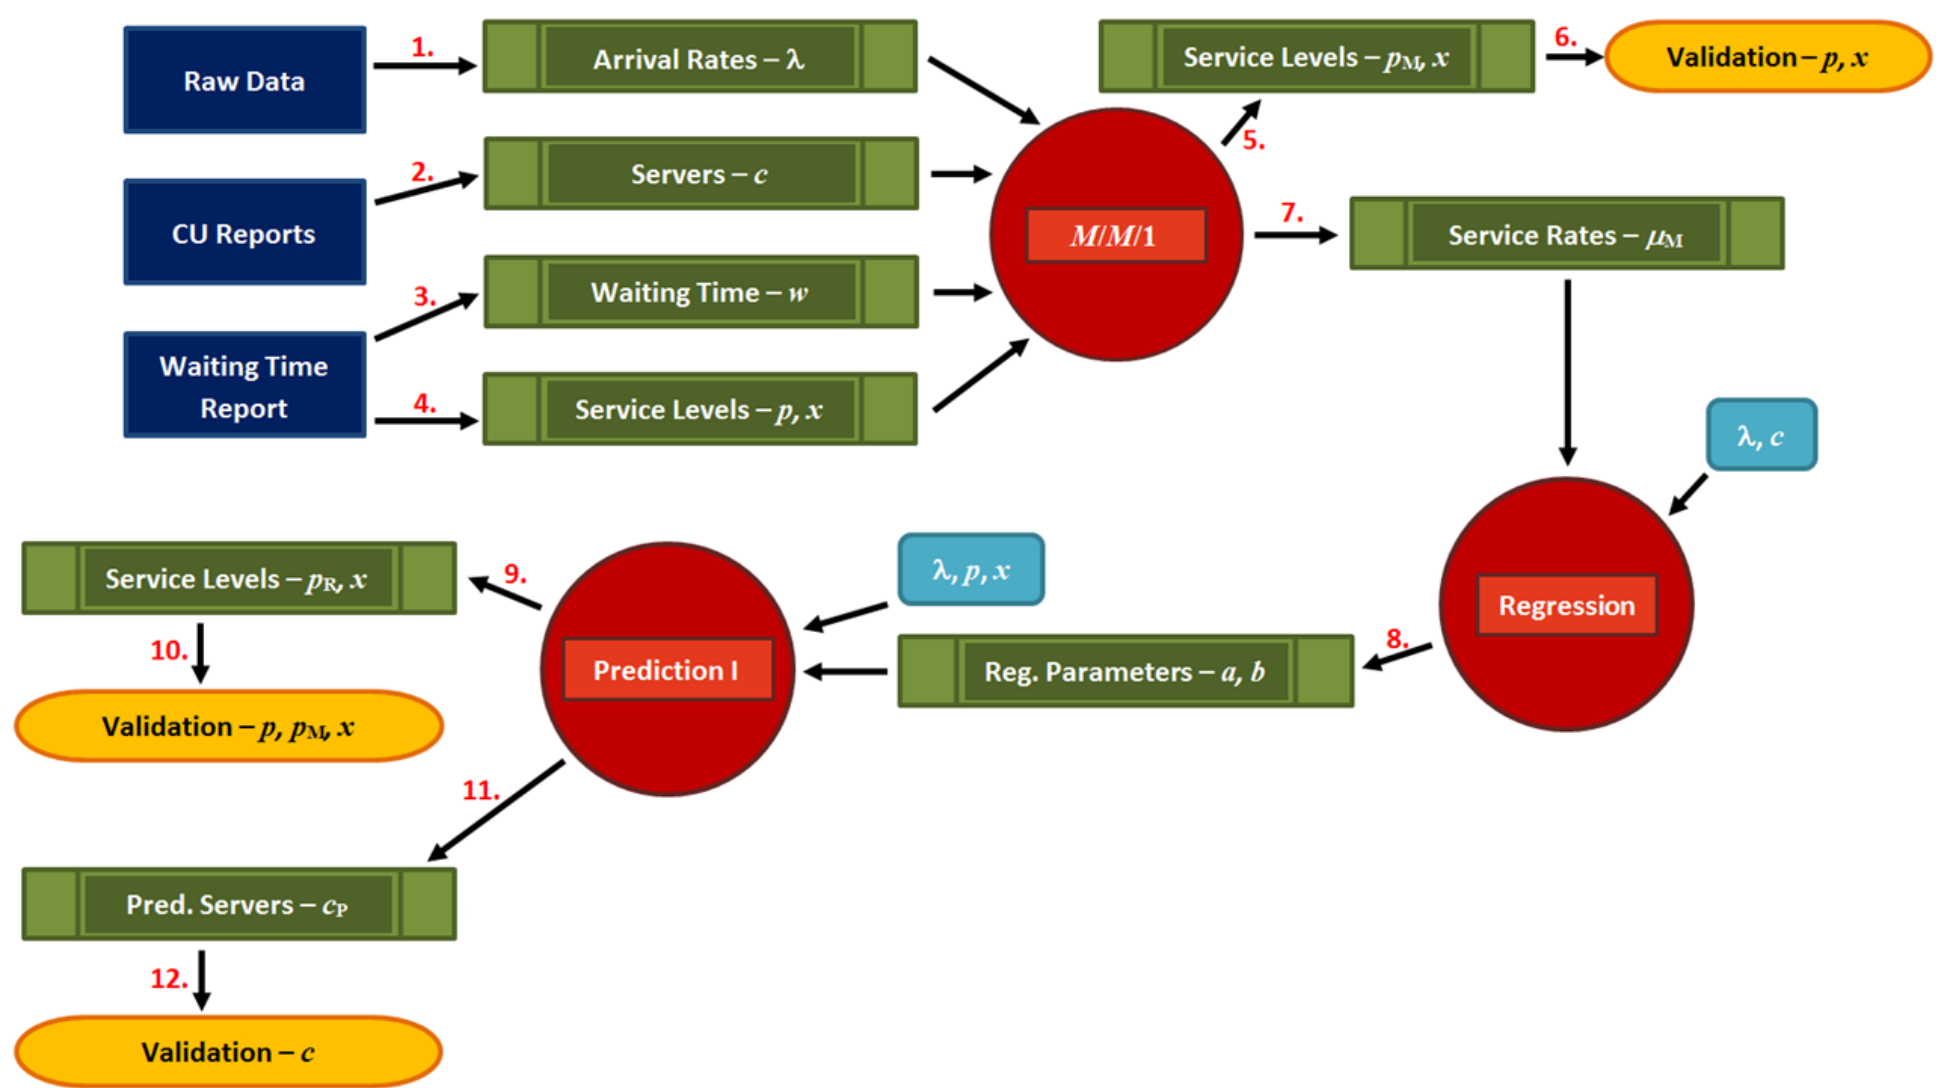 Raw Data
1.
Arrival Rates – λ
Service Levels – pM, x
6.
Validation – p, x
CU Reports
2.
Servers – c
5.
M/M/1
7.
Service Rates – μM
Waiting Time
Report
3.
Waiting Time – w
4.
Service Levels – p, x
λ, c
Regression
8.
Reg. Parameters – a, b
λ, p, x
Prediction I
9.
Service Levels – pR, x
10.
Validation – p, pM, x
11.
Pred. Servers – cP
12.
Validation – c